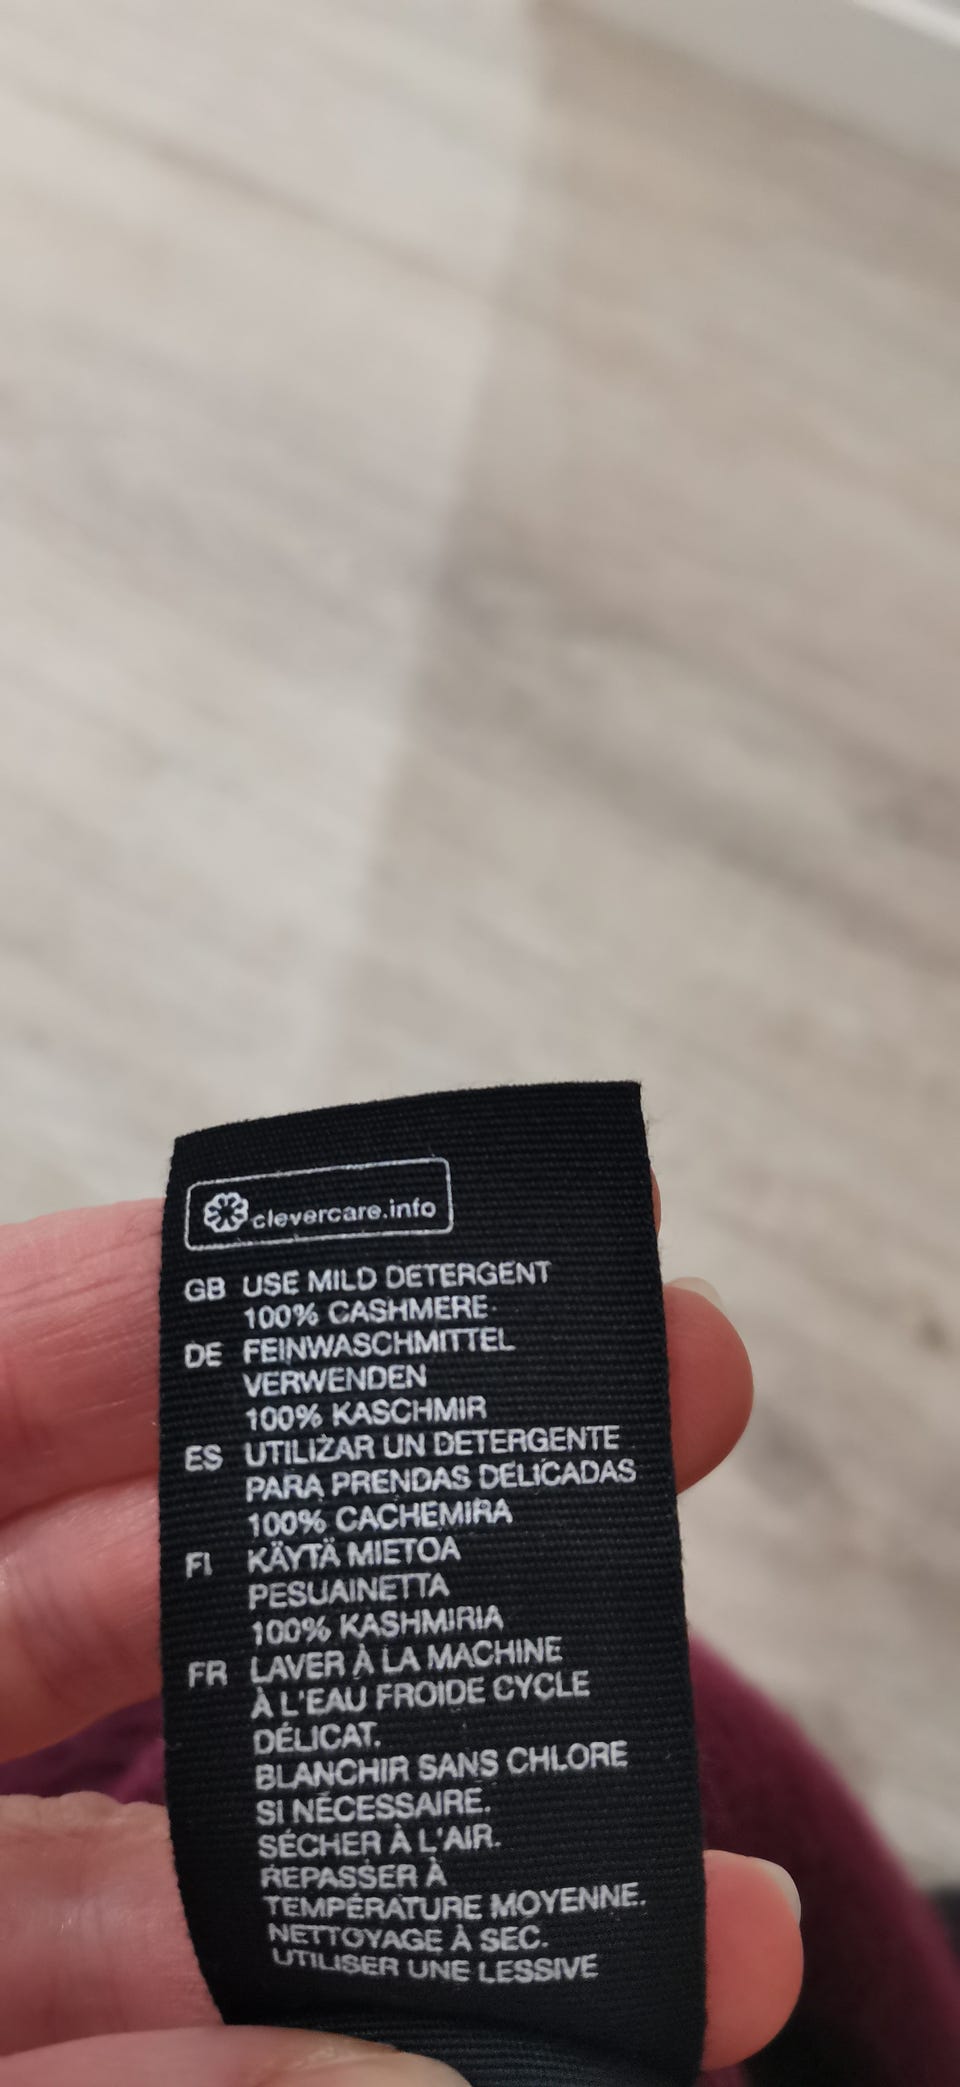 clevercare.info
GB USE MILD DETERGENT
100% CASHMERE
DE FEINWASCHMITTEL
VERWENDEN
100% KASCHMIR
ES UTILIZAR UN DETERGENTE
PARA PRENDAS DELICADAS
100% CACHEMIRA
FI KÄYTÄ MIETOA
PESUAINETTA
100% KASHMIRIA
FR LAVER À LA MACHINE
À L'EAU FROIDE CYCLE
DÉLICAT.
BLANCHIR SANS CHLORE
SI NÉCESSAIRE.
SÉCHER À L'AIR.
REPASSER À
TEMPÉRATURE MOYENNE.
NETTOYAGE À SEC.
UTILISER UNE LESSIVE